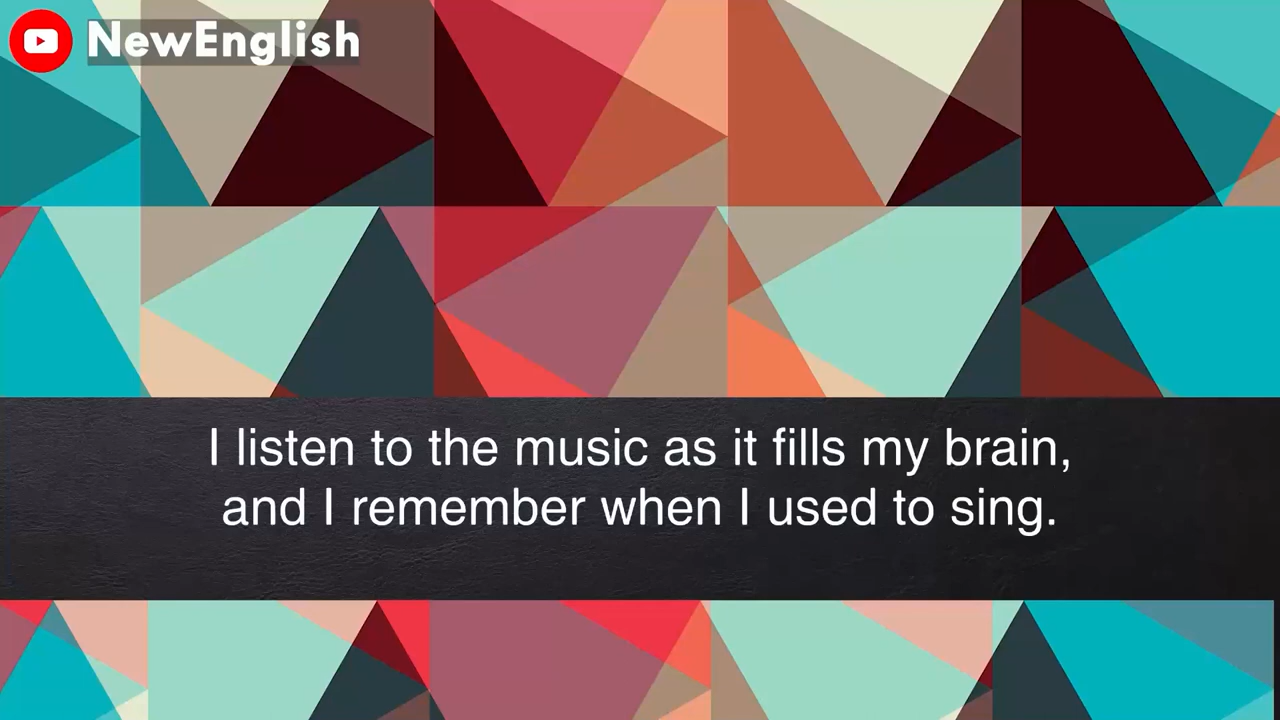 NewEnglish
I listen to the music as it fills my brain,
and I remember when I used to sing.